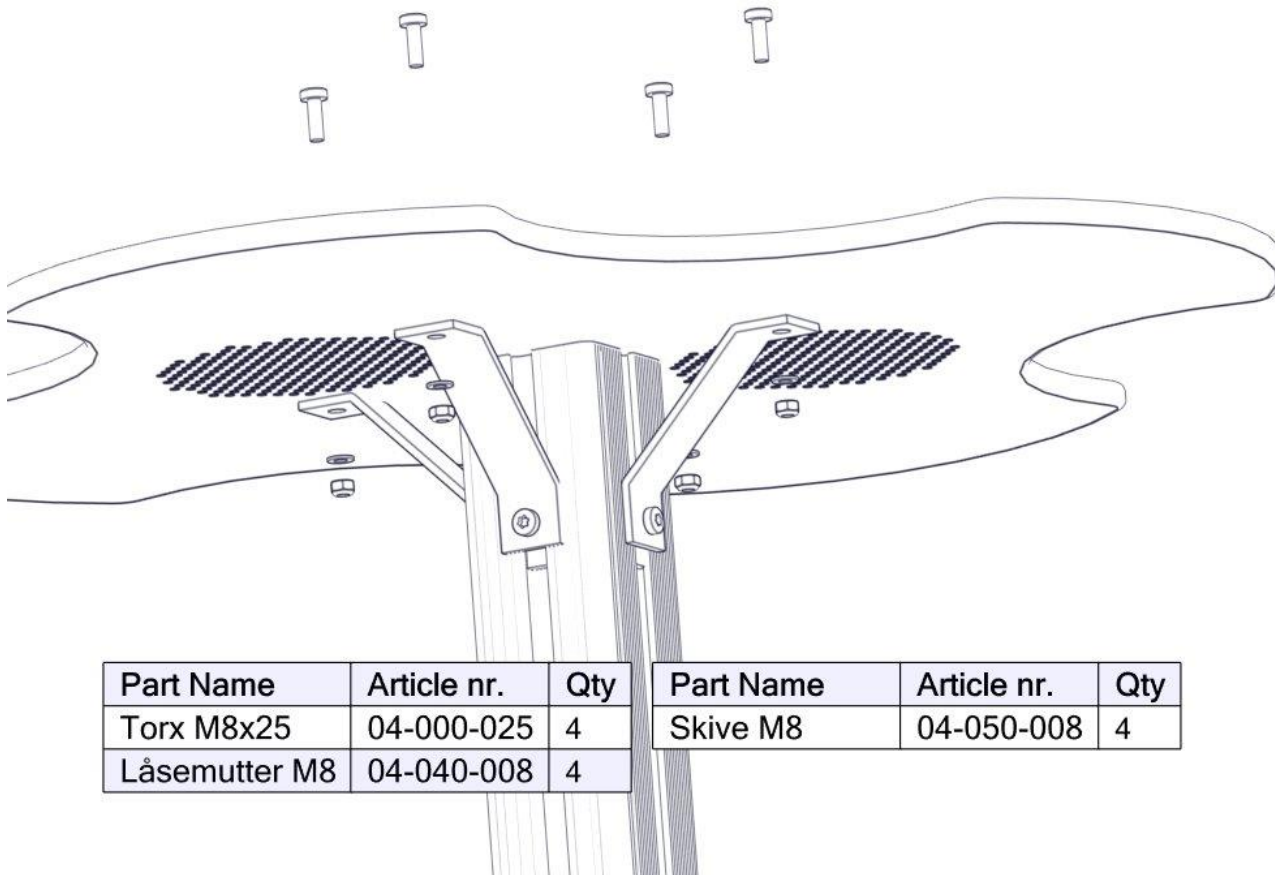 Part Name Article nr. Qty
Torx M8x25 04-000-025 4
Låsemutter M8 04-040-008 4
Part Name Article nr. Qty
Skive M8 04-050-008 4